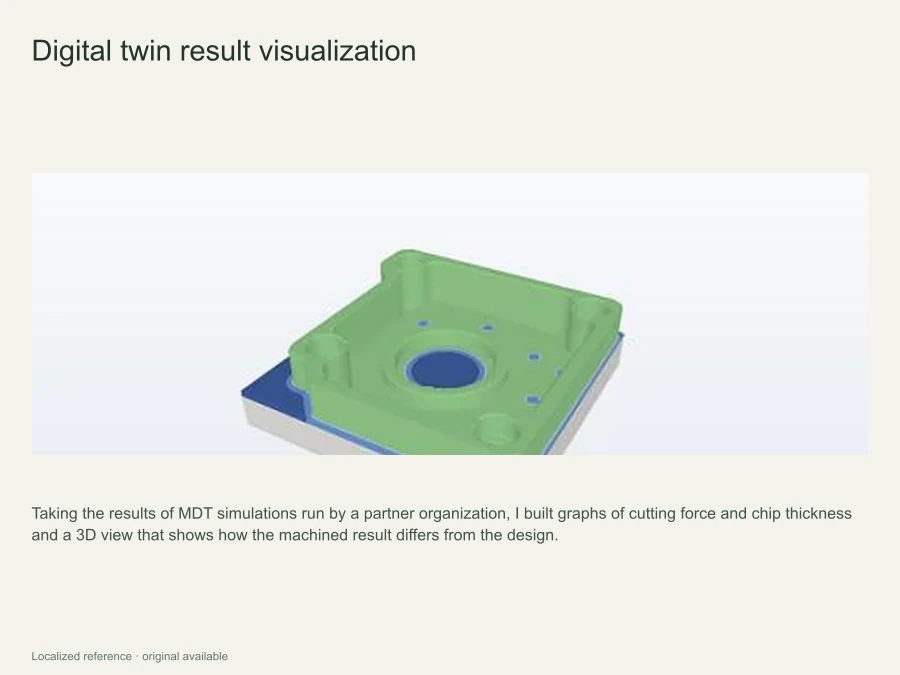 Digital twin result visualization
Taking the results of MDT simulations run by a partner organization, I built graphs of cutting force and chip thickness
and a 3D view that shows how the machined result differs from the design.
Localized reference · original available